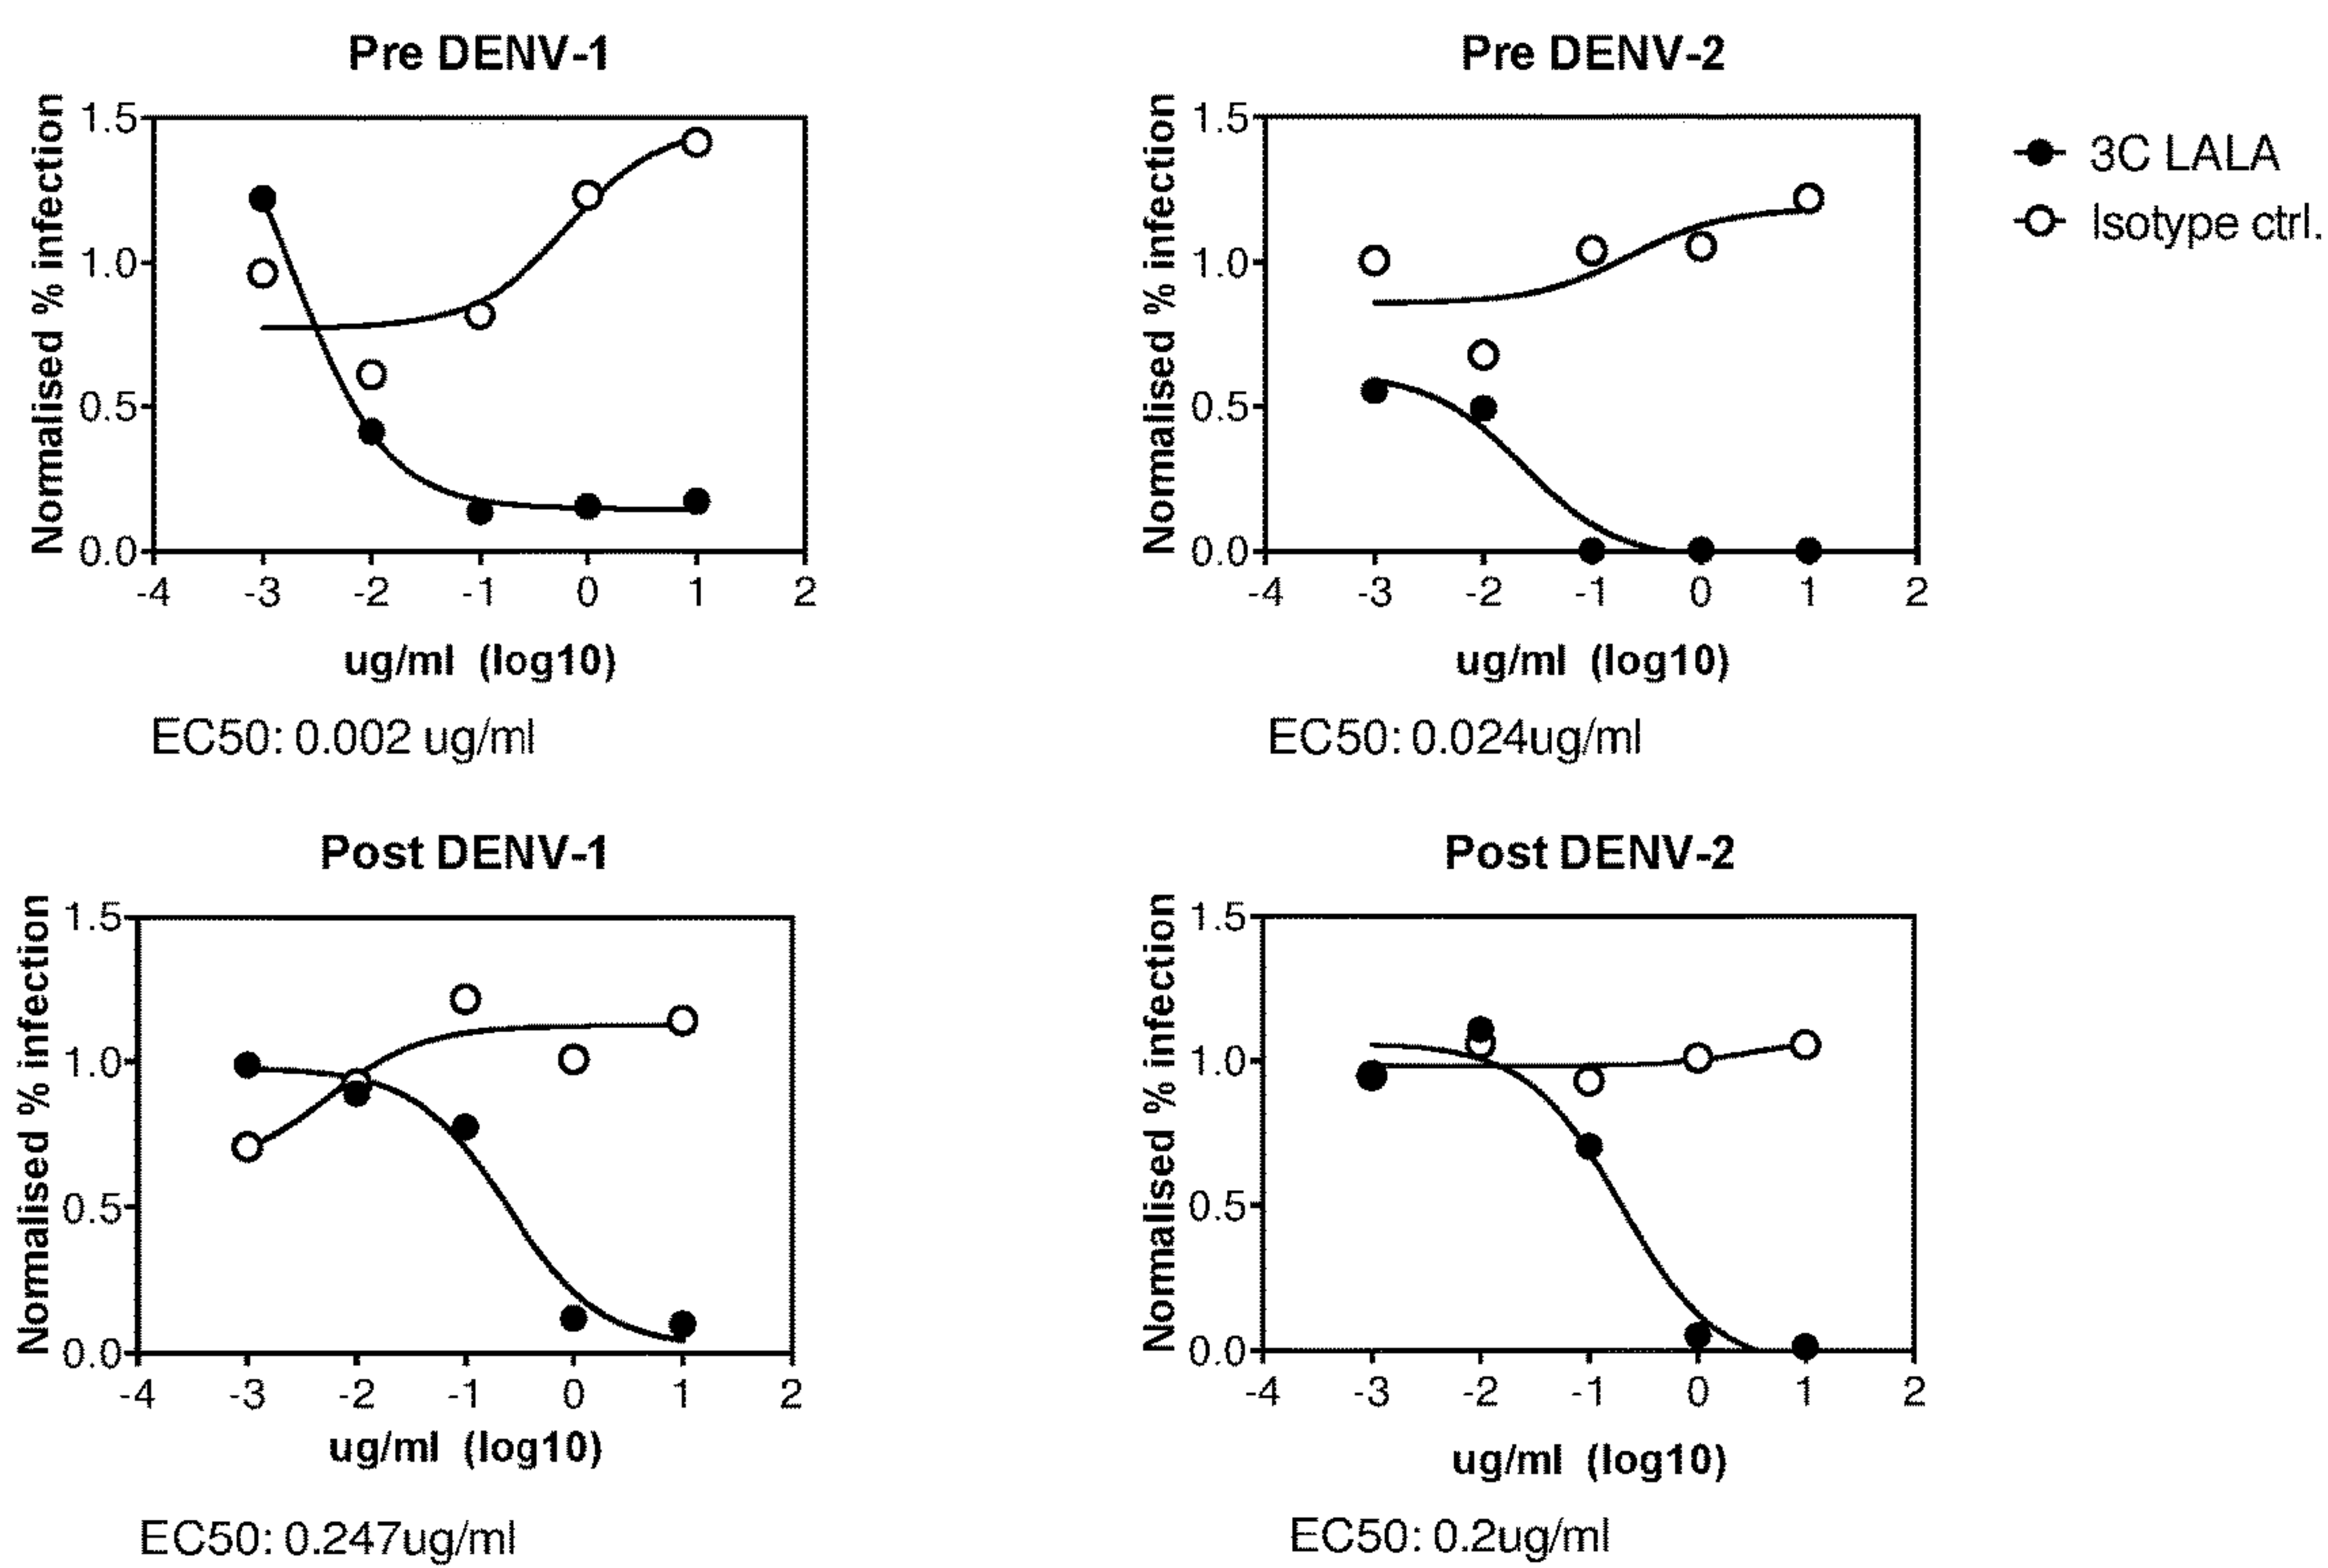 Pre DENV-1
Normalised % infection
1.5
1.0
0.5
0.0
-4 -3 -2 -1 0 1 2
ug/ml (log10)
EC50: 0.002 ug/ml
Pre DENV-2
Normalised % infection
1.5
1.0
0.5
0.0
-4 -3 -2 -1 0 1 2
ug/ml (log10)
EC50: 0.024ug/ml
3C LALA
Isotype ctrl.
Post DENV-1
Normalised % infection
1.5
1.0
0.5
0.0
-4 -3 -2 -1 0 1 2
ug/ml (log10)
EC50: 0.247ug/ml
Post DENV-2
Normalised % infection
1.5
1.0
0.5
0.0
-4 -3 -2 -1 0 1 2
ug/ml (log10)
EC50: 0.2ug/ml